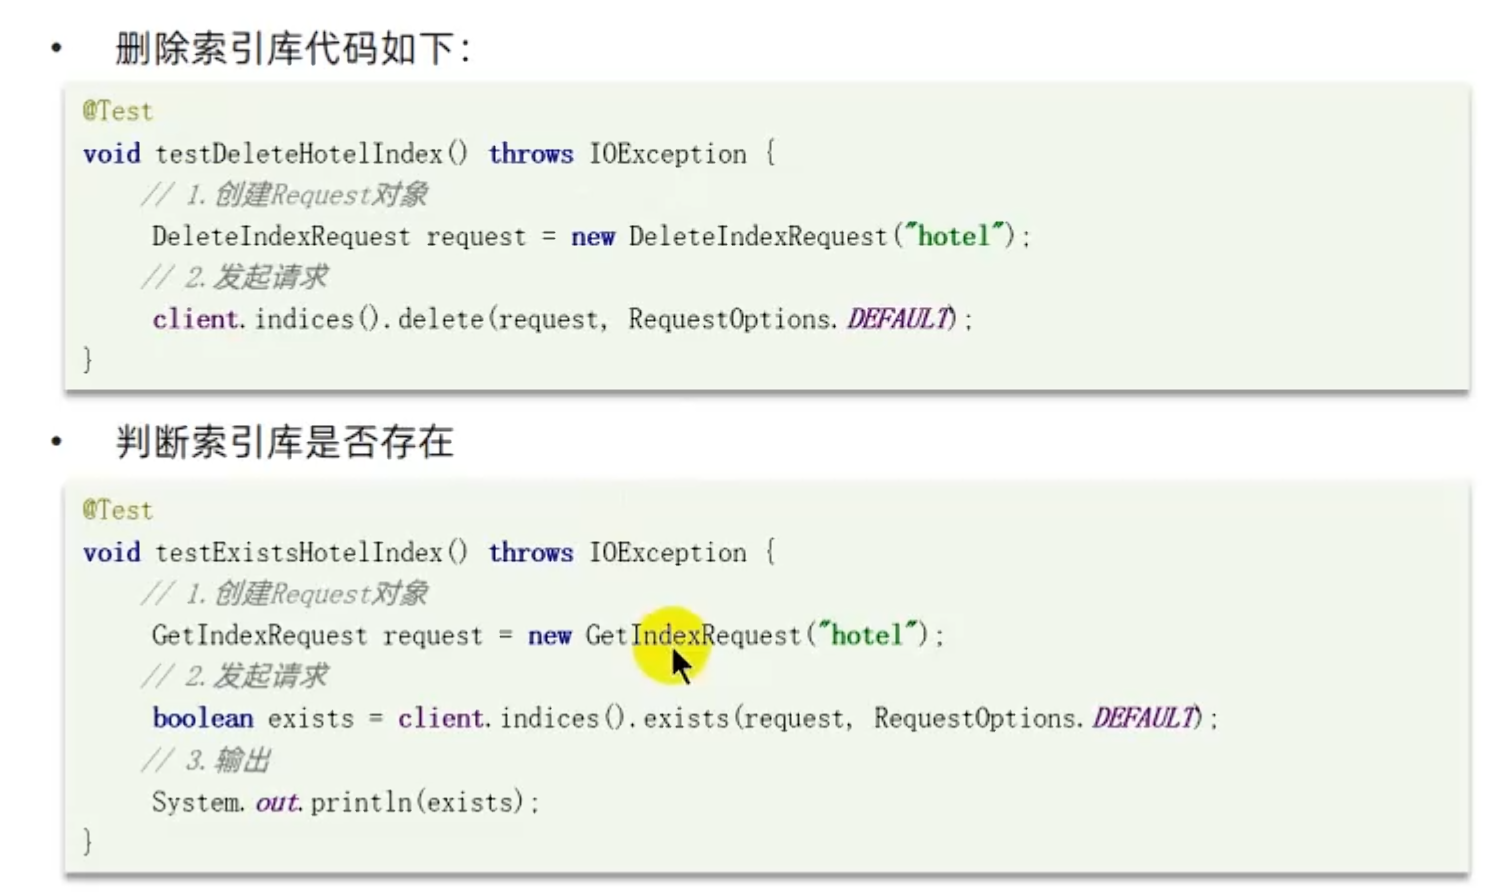 • 删除索引库代码如下：
@Test
void testDeleteHotelIndex() throws IOException {
// 1.创建Request对象
DeleteIndexRequest request = new DeleteIndexRequest("hotel");
// 2.发起请求
client.indices().delete(request, RequestOptions.DEFAULT);
}
• 判断索引库是否存在
@Test
void testExistsHotelIndex() throws IOException {
// 1.创建Request对象
GetIndexRequest request = new GetIndexRequest("hotel");
// 2.发起请求
boolean exists = client.indices().exists(request, RequestOptions.DEFAULT);
// 3.输出
System.out.println(exists);
}